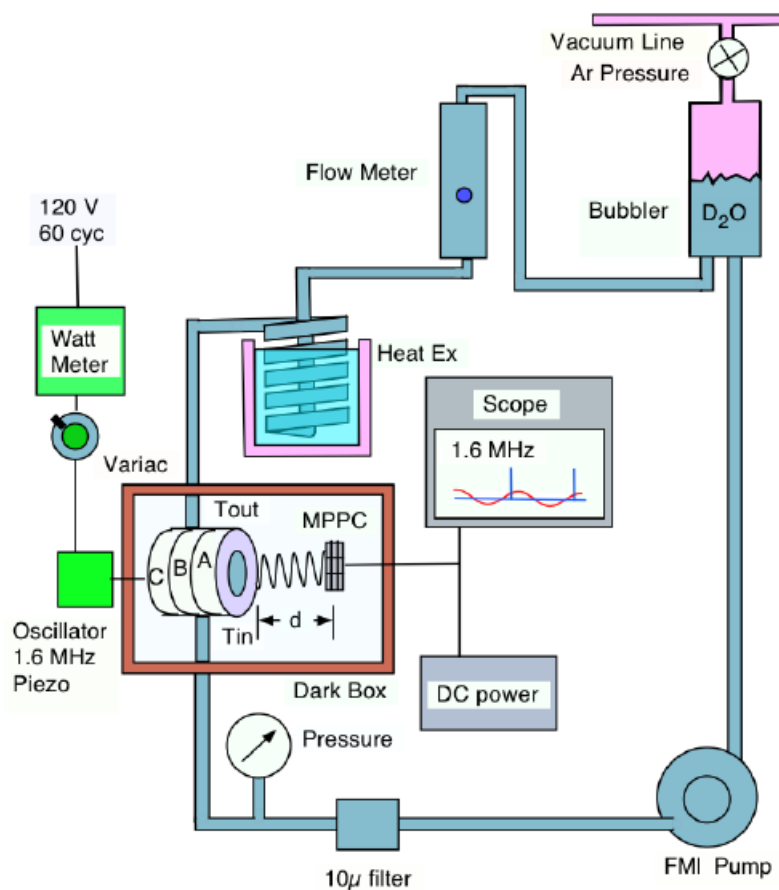 Vacuum Line
Ar Pressure
Flow Meter
Bubbler
D2O
120 V
60 cyc
Watt
Meter
Heat Ex
Scope
1.6 MHz
Variac
Tout
MPPC
C B A
d
Tin
Oscillator
1.6 MHz
Piezo
Dark Box
DC power
Pressure
10µ filter
FMI Pump